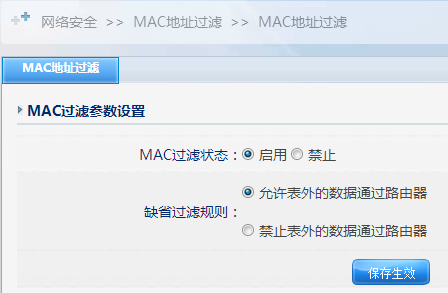 网络安全 >> MAC地址过滤 >> MAC地址过滤
MAC地址过滤
MAC过滤参数设置
MAC过滤状态： 启用 禁止
缺省过滤规则： 允许表外的数据通过路由器
禁止表外的数据通过路由器
保存生效